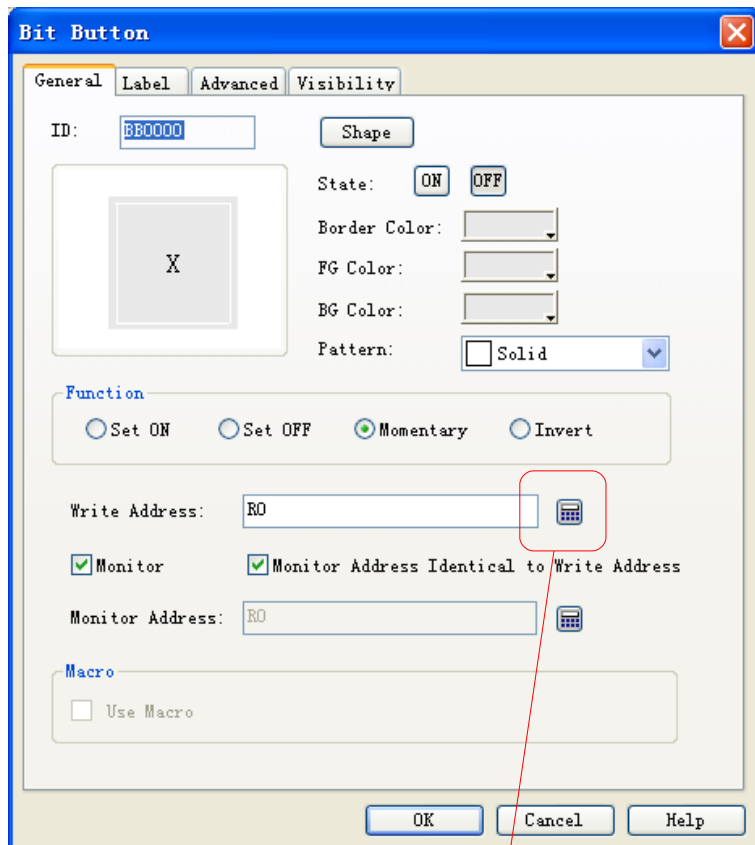 Bit Button
General Label Advanced Visibility
ID: BB0000 Shape
State: ON OFF
X
Border Color:
FG Color:
BG Color:
Pattern: Solid
Function
Set ON Set OFF Momentary Invert
Write Address: R0
Monitor Monitor Address Identical to Write Address
Monitor Address: R0
Macro
Use Macro
OK Cancel Help